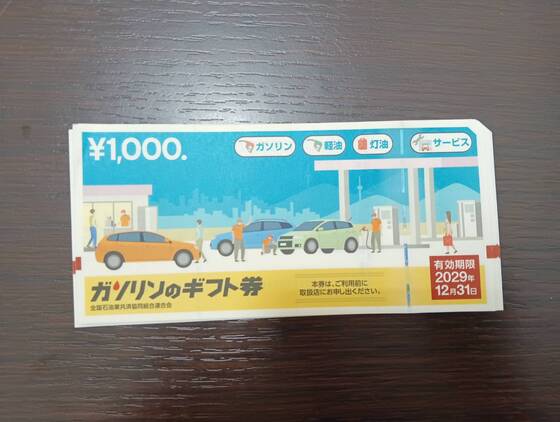 ¥1,000.
ガソリン
軽油
灯油
サービス
ガソリンのギフト券
全国石油業共済協同組合連合会
本券は、ご利用前に
取扱店にお申し出ください。
有効期限
2029年
12月31日